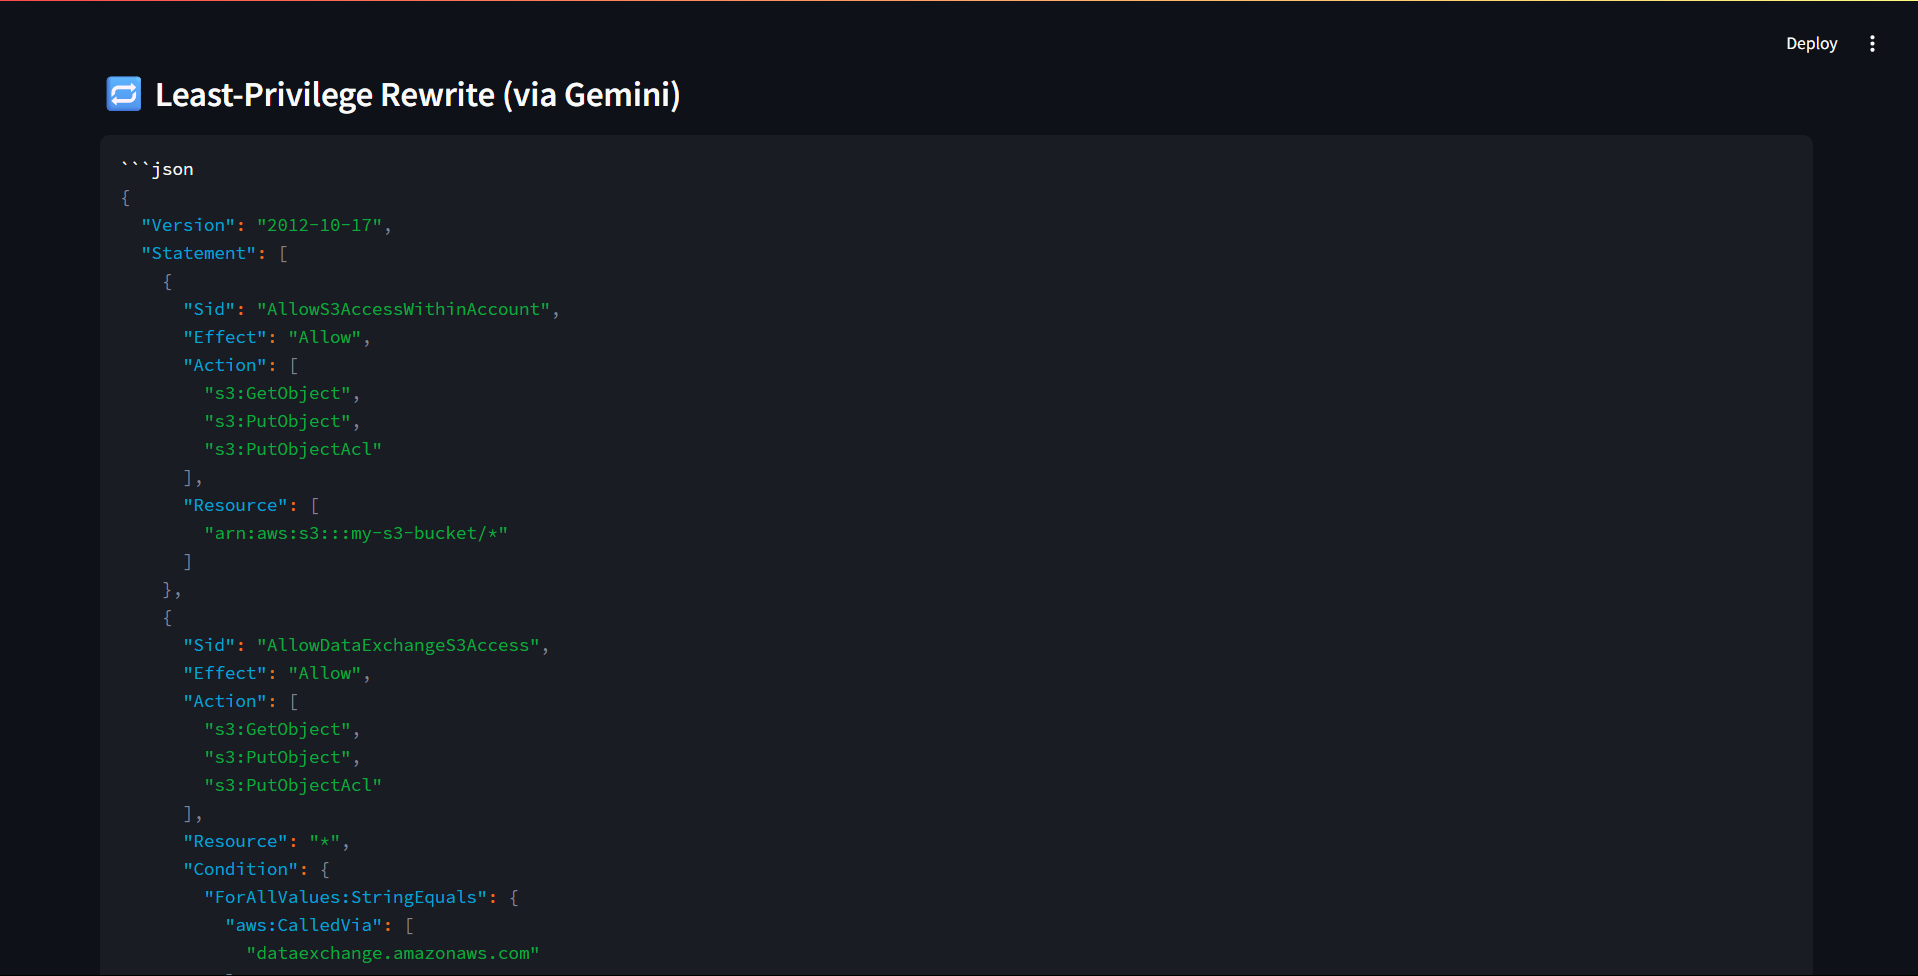 Deploy
Least-Privilege Rewrite (via Gemini)
```json
{
  "Version": "2012-10-17",
  "Statement": [
    {
      "Sid": "AllowS3AccessWithinAccount",
      "Effect": "Allow",
      "Action": [
        "s3:GetObject",
        "s3:PutObject",
        "s3:PutObjectAcl"
      ],
      "Resource": [
        "arn:aws:s3:::my-s3-bucket/*"
      ]
    },
    {
      "Sid": "AllowDataExchangeS3Access",
      "Effect": "Allow",
      "Action": [
        "s3:GetObject",
        "s3:PutObject",
        "s3:PutObjectAcl"
      ],
      "Resource": "*",
      "Condition": {
        "ForAllValues:StringEquals": {
          "aws:CalledVia": [
            "dataexchange.amazonaws.com"